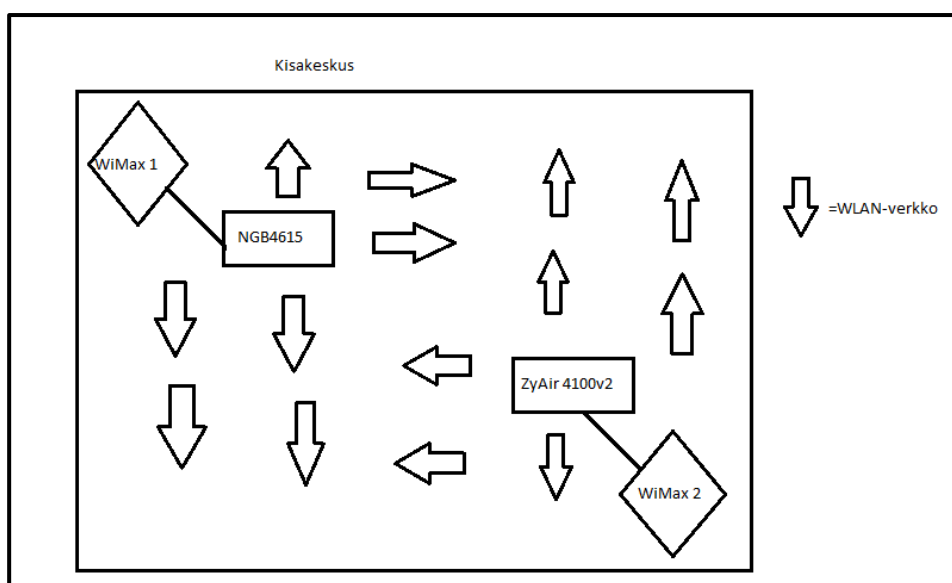 Kisakeskus
WiMax 1
NGB4615
=WLAN-verkko
ZyAir 4100v2
WiMax 2